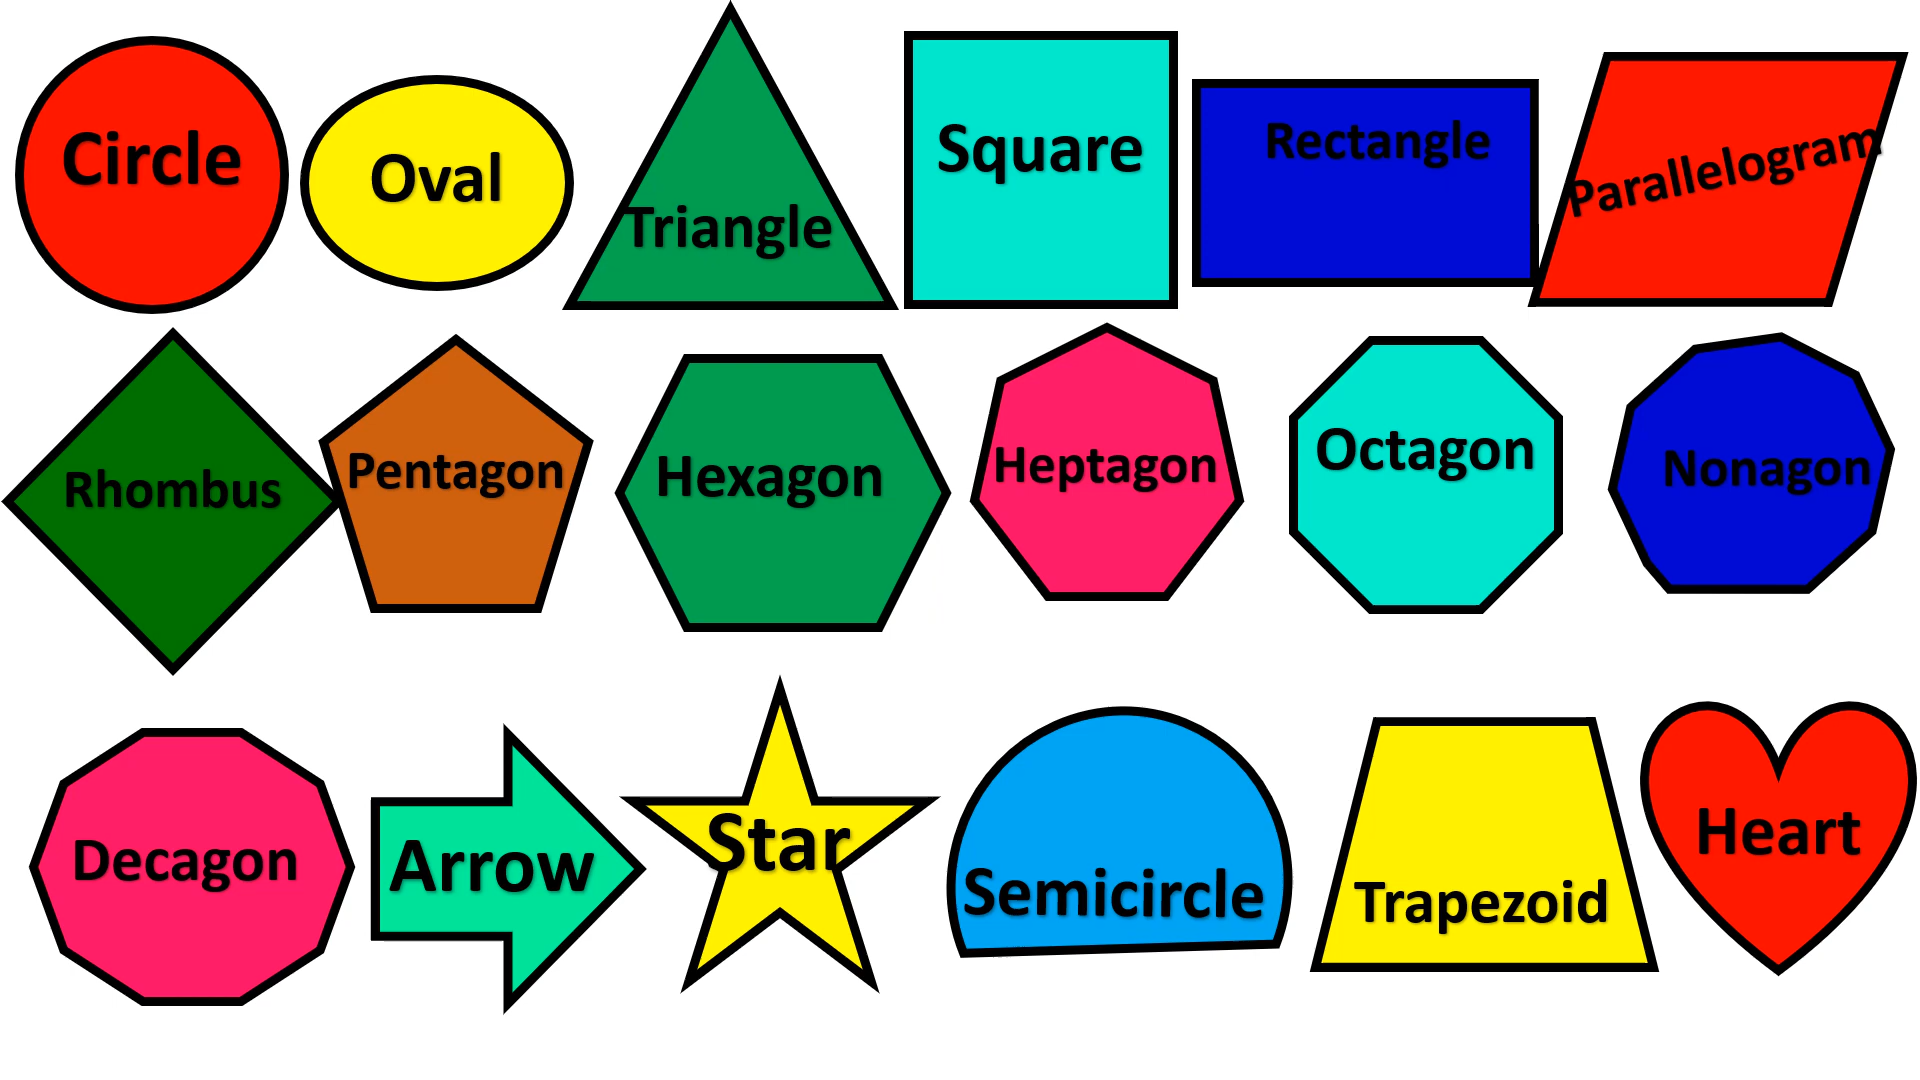 Circle
Oval
Triangle
Square
Rectangle
Parallelogram
Rhombus
Pentagon
Hexagon
Heptagon
Octagon
Nonagon
Decagon
Arrow
Star
Semicircle
Trapezoid
Heart